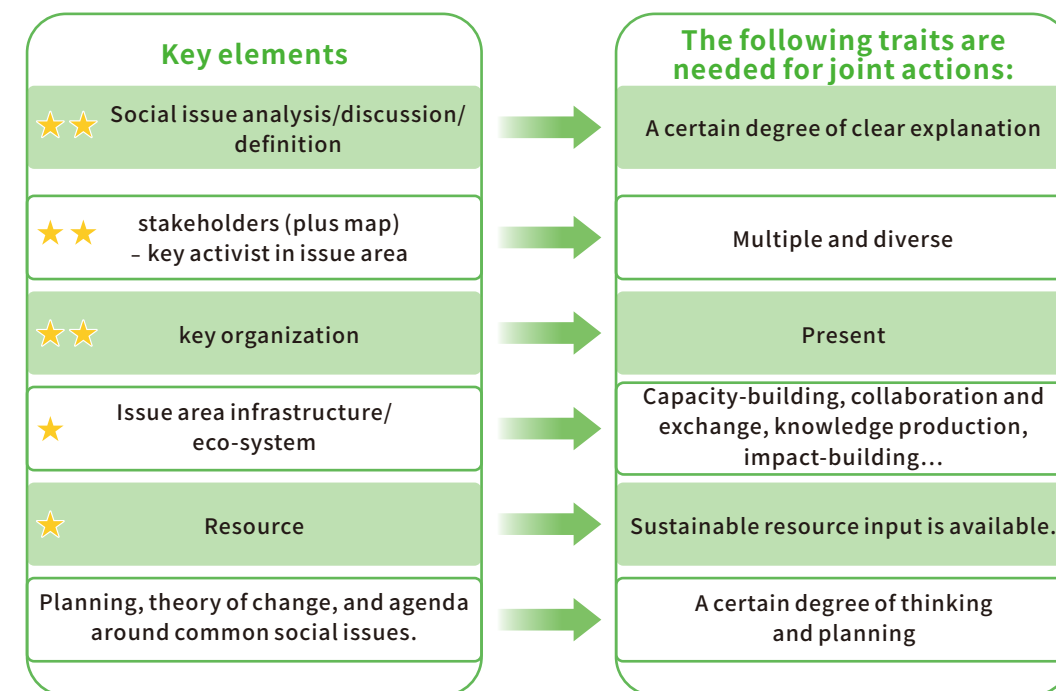 Key elements
The following traits are
needed for joint actions:
Social issue analysis/discussion/
definition
A certain degree of clear explanation
stakeholders (plus map)
– key activist in issue area
Multiple and diverse
key organization
Present
Issue area infrastructure/
eco-system
Capacity-building, collaboration and
exchange, knowledge production,
impact-building…
Resource
Sustainable resource input is available.
Planning, theory of change, and agenda
around common social issues.
A certain degree of thinking
and planning